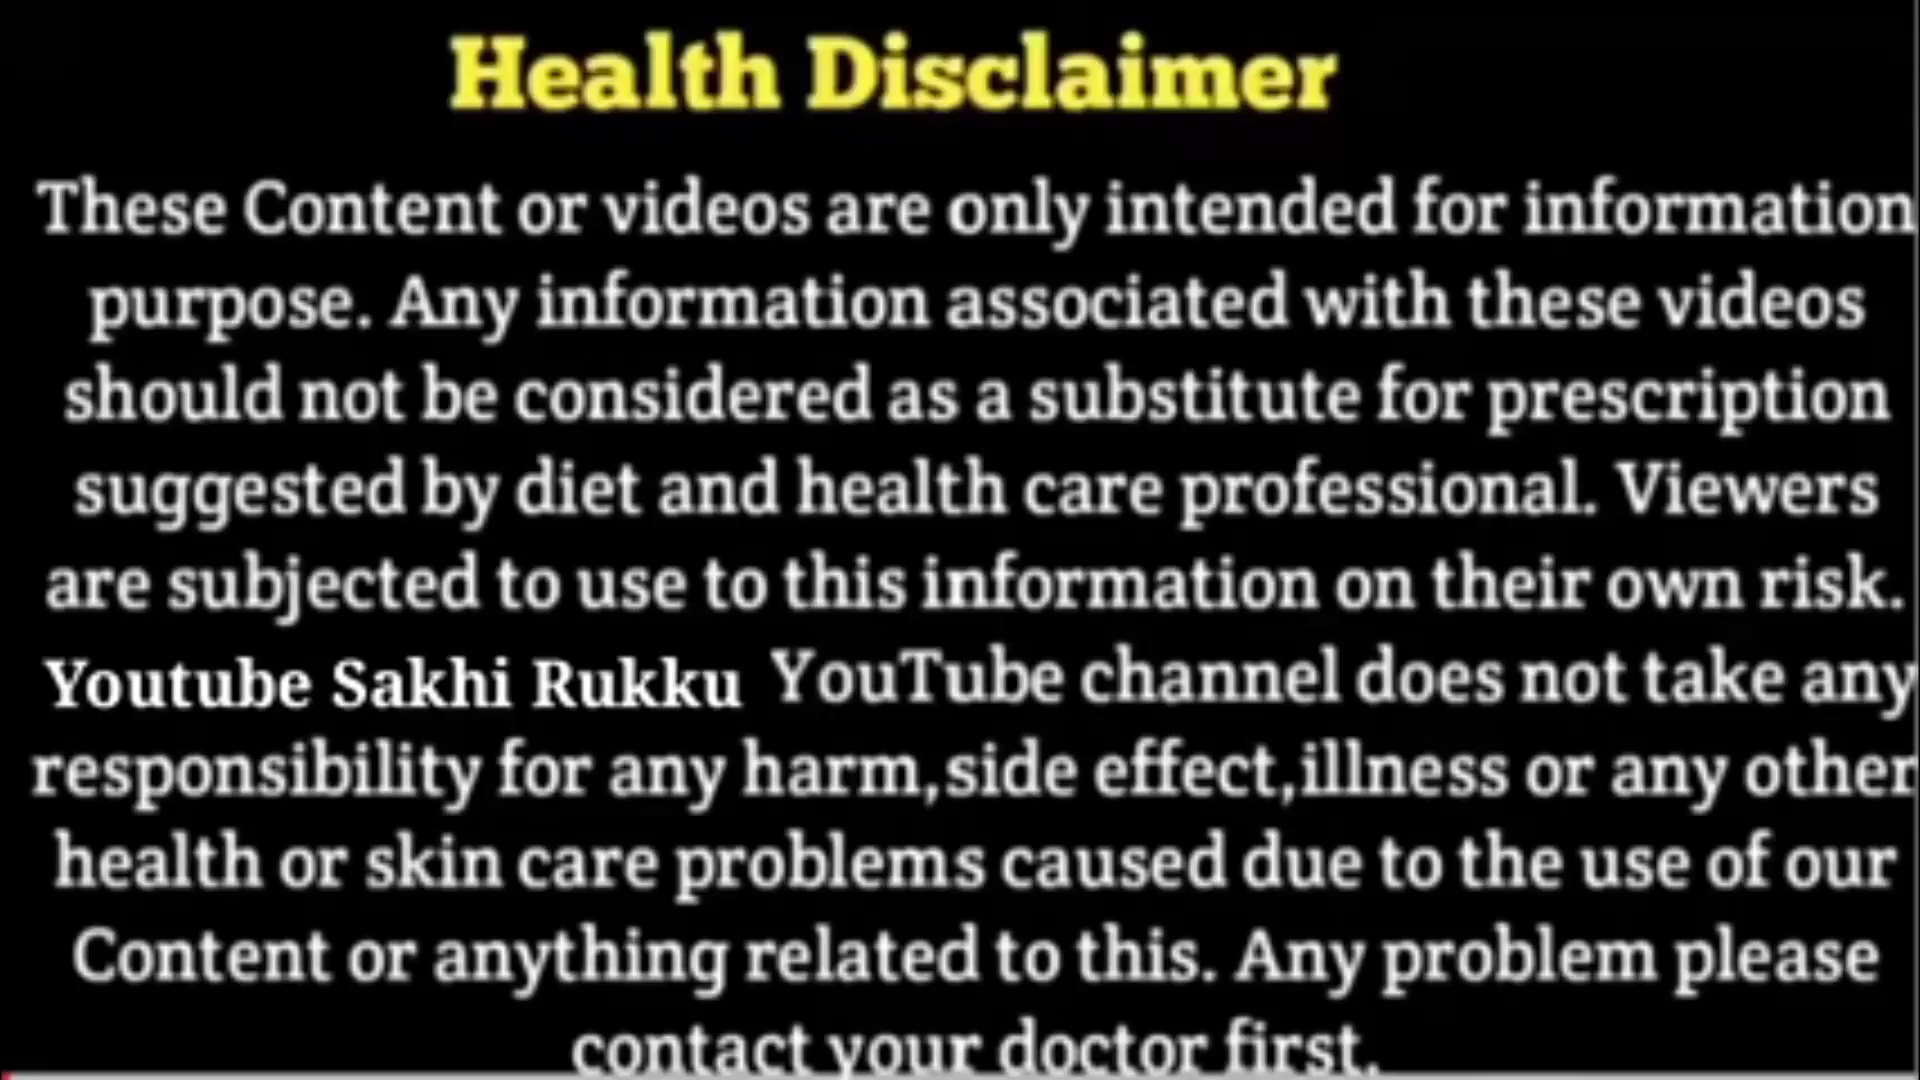 Health Disclaimer
These Content or videos are only intended for information
purpose. Any information associated with these videos
should not be considered as a substitute for prescription
suggested by diet and health care professional. Viewers
are subjected to use to this information on their own risk.
Youtube Sakhi Rukku YouTube channel does not take any
responsibility for any harm,side effect,illness or any other
health or skin care problems caused due to the use of our
Content or anything related to this. Any problem please
contact your doctor first.